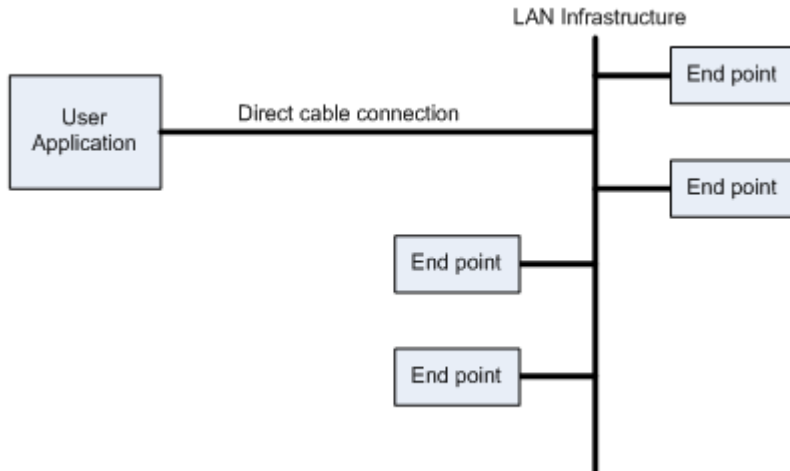 LAN Infrastructure
End point
User
Application
Direct cable connection
End point
End point
End point